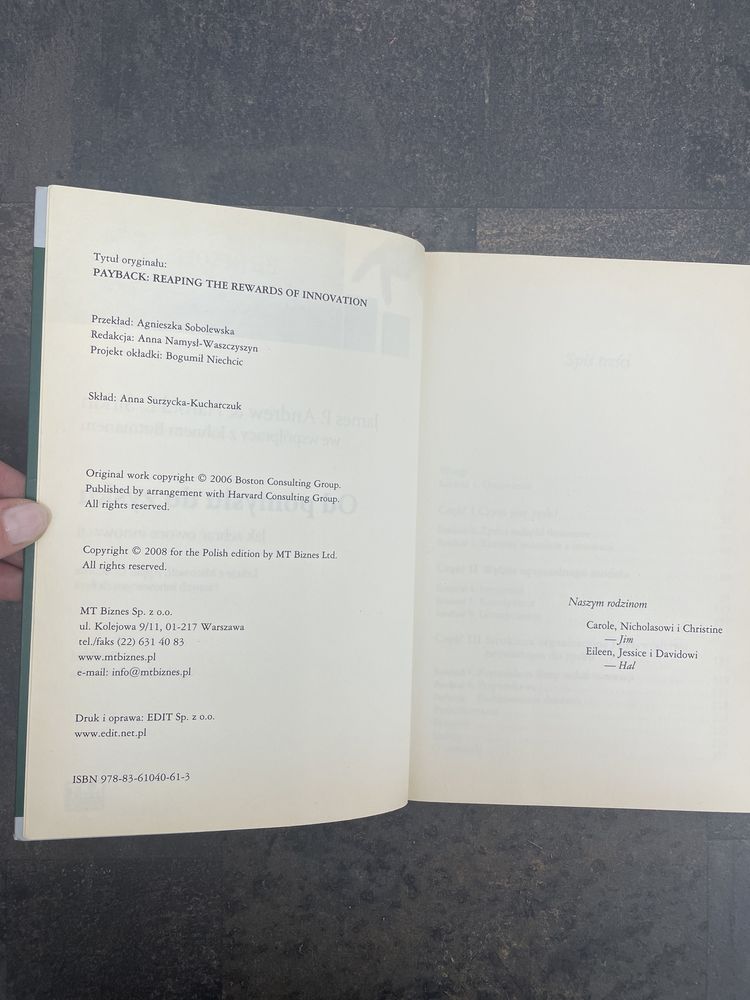 Tytuł oryginału:
PAYBACK: REAPING THE REWARDS OF INNOVATION
Przekład: Agnieszka Sobolewska
Redakcja: Anna Namysł-Waszczyszyn
Projekt okładki: Bogumił Niechcic
Skład: Anna Surzycka-Kucharczuk
Original work copyright © 2006 Boston Consulting Group.
Published by arrangement with Harvard Consulting Group.
All rights reserved.
Copyright © 2008 for the Polish edition by MT Biznes Ltd.
All rights reserved.
MT Biznes Sp. z o.o.
ul. Kolejowa 9/11, 01-217 Warszawa
tel./faks (22) 631 40 83
www.mtbiznes.pl
e-mail: info@mtbiznes.pl
Druk i oprawa: EDIT Sp. z o.o.
www.edit.net.pl
ISBN 978-83-61040-61-3
Spis treści
Naszym rodzinom
Carole, Nicholasowi i Christine
— Jim
Eileen, Jessice i Davidowi
— Hal